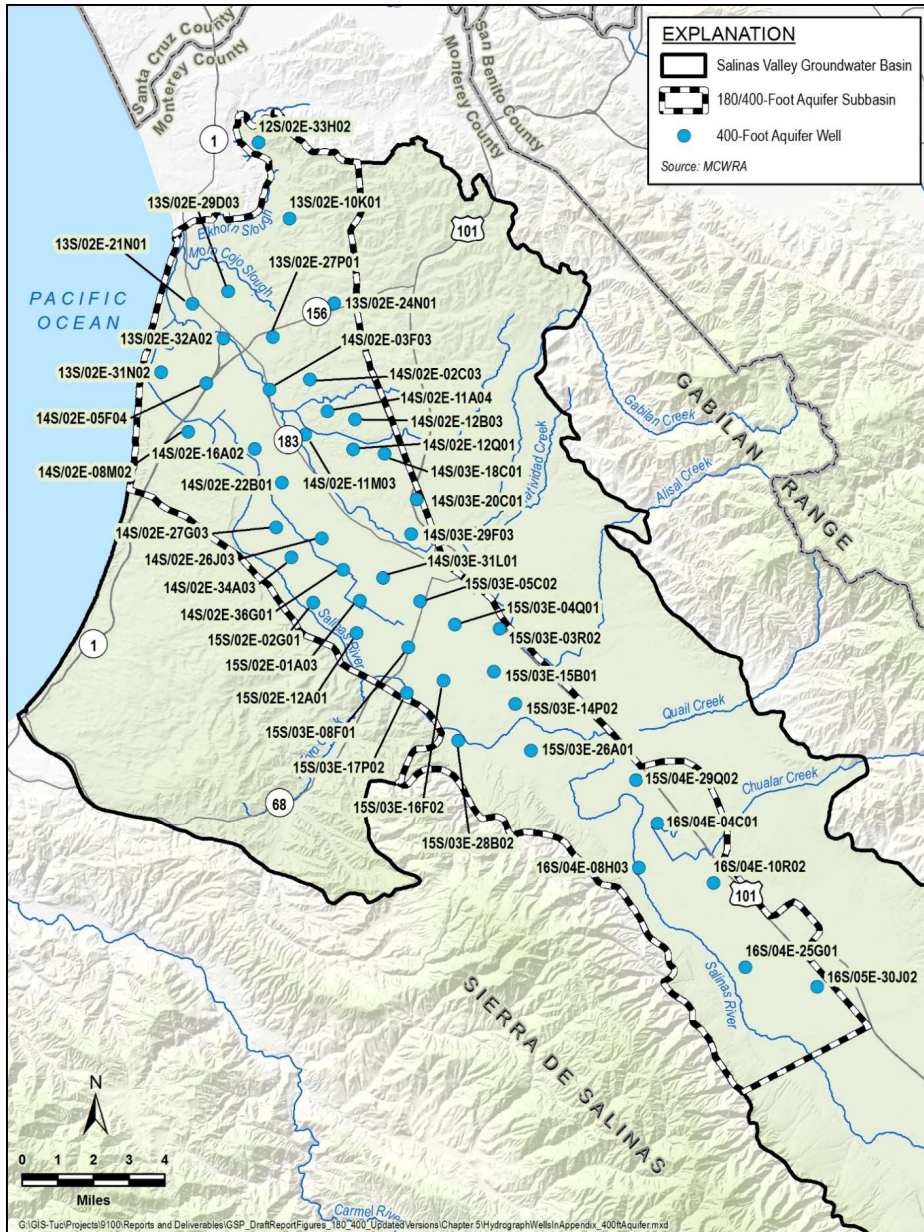 EXPLANATION
Salinas Valley Groundwater Basin
180/400-Foot Aquifer Subbasin
400-Foot Aquifer Well
Source: MCWRA
Santa Cruz County
Monterey County
San Benito County
Monterey County
1
12S/02E-33H02
13S/02E-29D03
13S/02E-10K01
101
Elkhorn Slough
13S/02E-21N01
Moro Cojo Slough
13S/02E-27P01
PACIFIC
OCEAN
156
13S/02E-24N01
13S/02E-32A02
14S/02E-03F03
13S/02E-31N02
14S/02E-02C03
GABILAN
RANGE
14S/02E-11A04
Gabilan Creek
14S/02E-05F04
14S/02E-12B03
183
14S/02E-12Q01
14S/02E-08M02
14S/02E-16A02
14S/03E-18C01
14S/02E-22B01
14S/02E-11M03
tividad Creek
Alisal Creek
14S/03E-20C01
14S/02E-27G03
14S/03E-29F03
14S/02E-26J03
14S/03E-31L01
14S/02E-34A03
15S/03E-05C02
14S/02E-36G01
15S/03E-04Q01
15S/02E-02G01
Salinas River
15S/03E-03R02
1
15S/02E-01A03
15S/03E-15B01
15S/02E-12A01
15S/03E-14P02
Quail Creek
15S/03E-08F01
15S/03E-17P02
15S/03E-26A01
15S/04E-29Q02
Chualar Creek
68
15S/03E-16F02
16S/04E-04C01
15S/03E-28B02
16S/04E-08H03
16S/04E-10R02
101
16S/04E-25G01
16S/05E-30J02
Salinas River
SIERRA DE SALINAS
N
0 1 2 3 4
Miles
Carmel River
G:\GIS-Tuc\Projects\9100\Reports and Deliverables\GSP_DraftReportFigures_180_400_UpdatedVersions\Chapter 5\HydrographWellsInAppendix_400ftAquifer.mxd